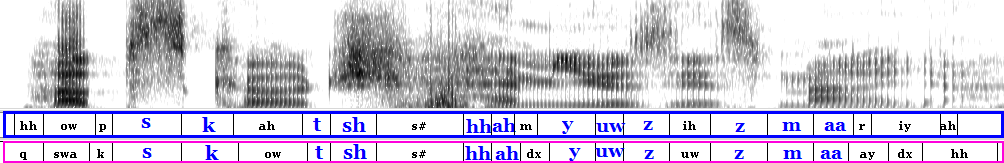 hh ow p s k ah t sh s# hh ah m y uw z ih z m aa r iy ah
q swa k s k ow t sh s# hh ah dx y uw z uw z m aa ay dx hh